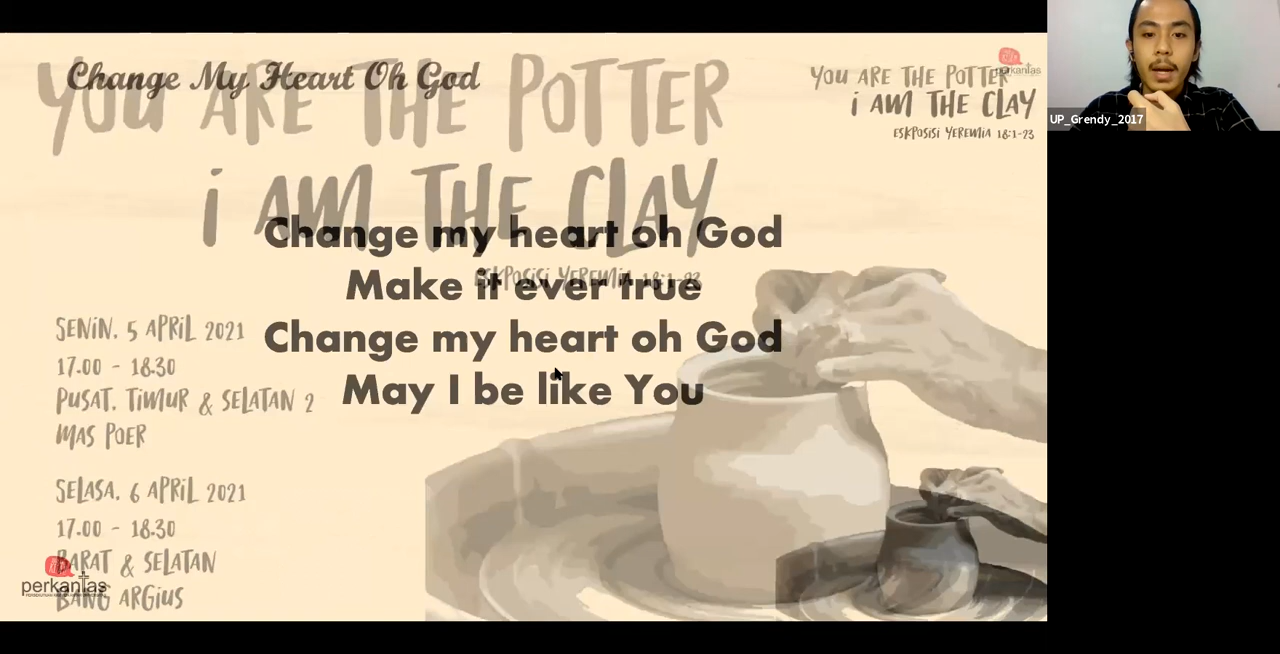 Change My Heart Oh God
YOU ARE THE POTTER
i AM THE CLAY
ESKPOSISI YEREMIA 18:1-23
Change my heart oh God
Make it ever true
Change my heart oh God
May I be like You
SENIN, 5 APRIL 2021
17.00 - 18.30
PUSAT, TIMUR & SELATAN 2
MAS POER
SELASA, 6 APRIL 2021
17.00 - 18.30
BARAT & SELATAN
BANG ARGIUS
perkantas
YOU ARE THE POTTER
i AM THE CLAY
ESKPOSISI YEREMIA 18:1-23
perkantas
UP_Grendy_2017